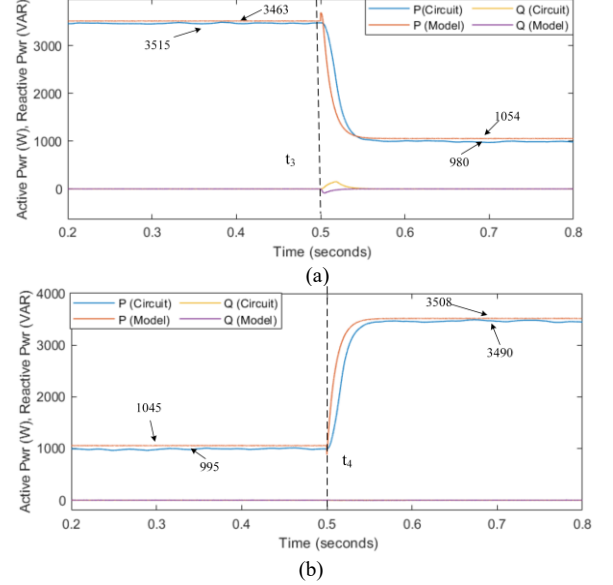 P(Circuit) Q (Circuit)
P (Model) Q (Model)
3463
3515
1054
980
t3
3000
2000
1000
0
Active Pwr (W), Reactive Pwr (VAR)
0.2 0.3 0.4 0.5 0.6 0.7 0.8
Time (seconds)
(a)
P (Circuit) Q (Circuit)
P (Model) Q (Model)
3508
3490
1045
995
t4
4000
3000
2000
1000
0
Active Pwr (W), Reactive Pwr (VAR)
0.2 0.3 0.4 0.5 0.6 0.7 0.8
Time (seconds)
(b)